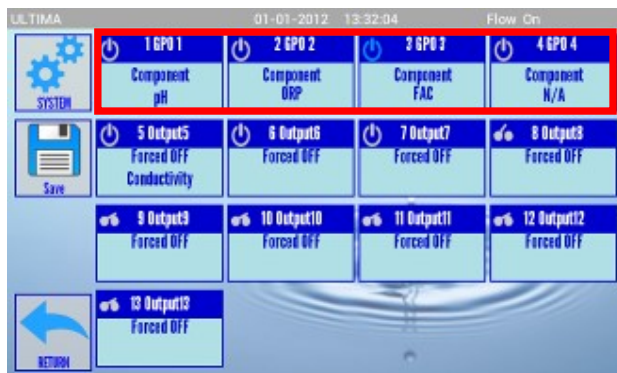 ULTIMA 01-01-2012 13:32:04 Flow On
SYSTEM
1 GPO 1
Component
pH
2 GPO 2
Component
ORP
3 GPO 3
Component
FAC
4 GPO 4
Component
N/A
Save
5 Output5
Forced OFF
Conductivity
6 Output6
Forced OFF
7 Output7
Forced OFF
8 Output8
Forced OFF
9 Output9
Forced OFF
10 Output10
Forced OFF
11 Output11
Forced OFF
12 Output12
Forced OFF
RETURN
13 Output13
Forced OFF